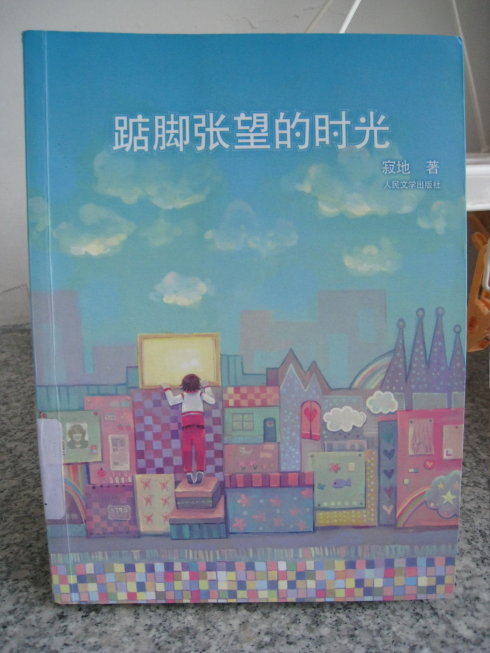 踮脚张望的时光
寂地 著
人民文学出版社